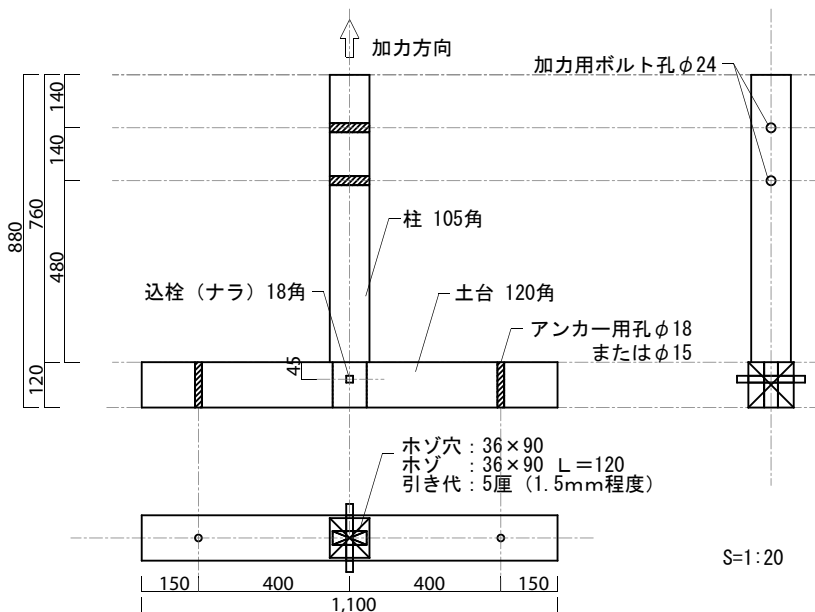 加力方向
加力用ボルト孔φ24
140
140
760
880
480
120
柱 105角
込栓（ナラ）18角
土台 120角
アンカー用孔φ18
またはφ15
45
ホゾ穴：36×90
ホゾ　：36×90 L＝120
引き代：5厘（1.5mm程度）
S=1:20
150
400
400
150
1,100